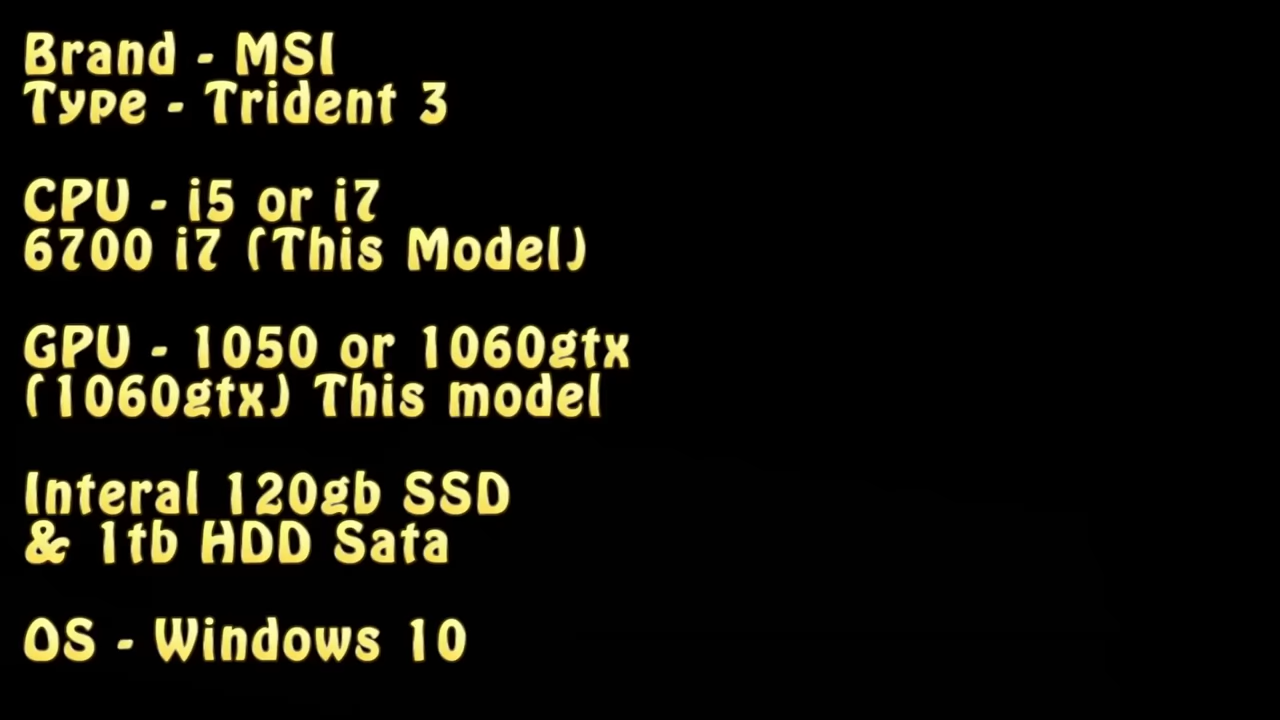 Brand - MSI
Type - Trident 3
CPU - i5 or i7
6700 i7 (This Model)
GPU - 1050 or 1060gtx
(1060gtx) This model
Interal 120gb SSD
& 1tb HDD Sata
OS - Windows 10